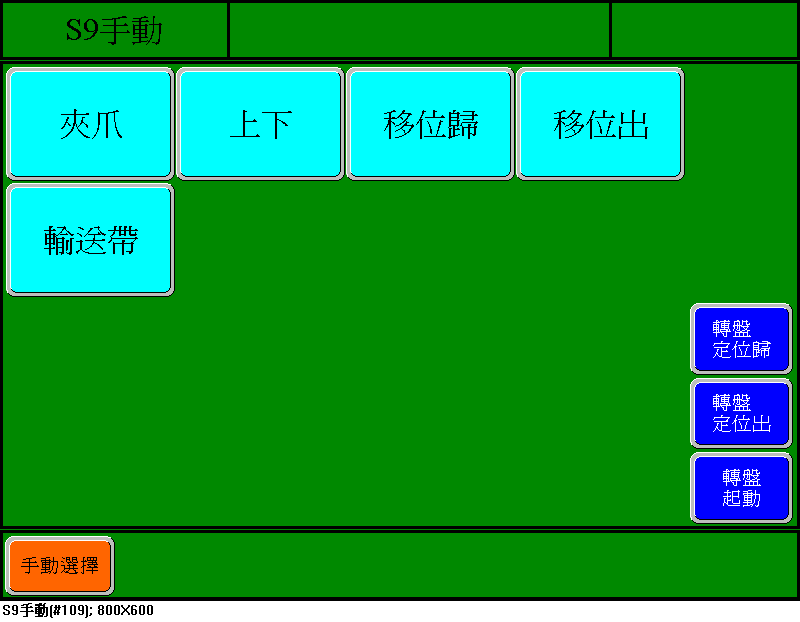 S9手動
夾爪
上下
移位歸
移位出
輸送帶
轉盤
定位歸
轉盤
定位出
轉盤
起動
手動選擇
S9手動(#109); 800X600